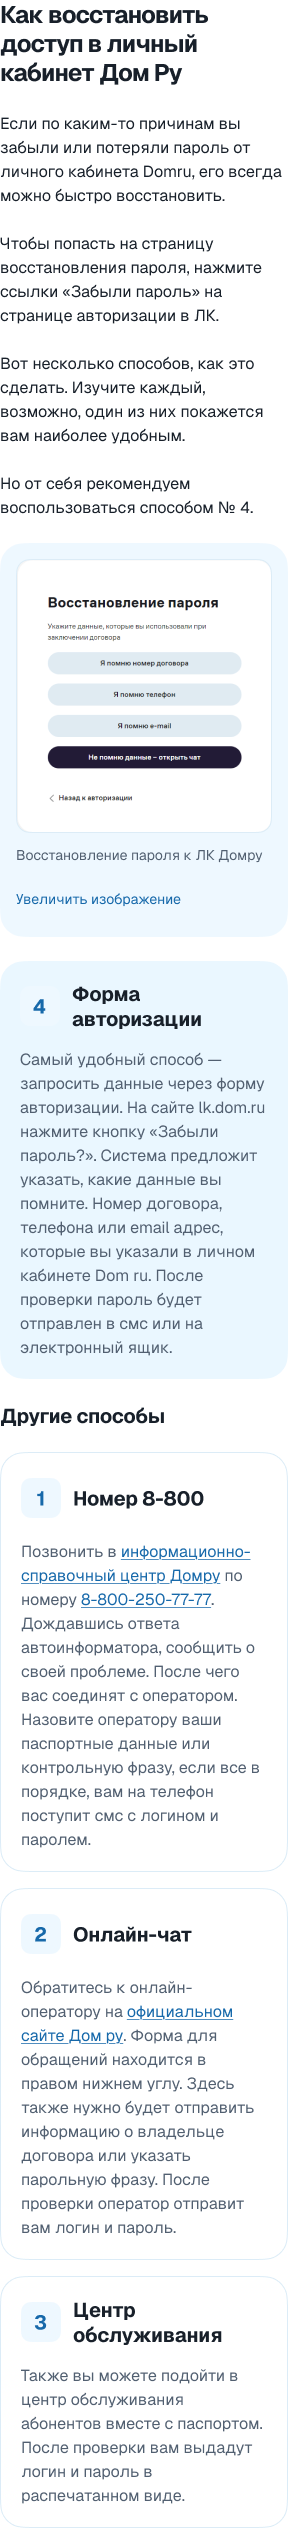 Как восстановить
доступ в личный
кабинет Дом Ру
Если по каким-то причинам вы
забыли или потеряли пароль от
личного кабинета Domru, его всегда
можно быстро восстановить.
Чтобы попасть на страницу
восстановления пароля, нажмите
ссылки «Забыли пароль» на
странице авторизации в ЛК.
Вот несколько способов, как это
сделать. Изучите каждый,
возможно, один из них покажется
вам наиболее удобным.
Но от себя рекомендуем
воспользоваться способом № 4.
Восстановление пароля
Укажите данные, которые вы использовали при
заключении договора
Я помню номер договора
Я помню телефон
Я помню e-mail
Не помню данные – открыть чат
Назад к авторизации
Восстановление пароля к ЛК Домру
Увеличить изображение
4
Форма
авторизации
Самый удобный способ —
запросить данные через форму
авторизации. На сайте lk.dom.ru
нажмите кнопку «Забыли
пароль?». Система предложит
указать, какие данные вы
помните. Номер договора,
телефона или email адрес,
которые вы указали в личном
кабинете Dom ru. После
проверки пароль будет
отправлен в смс или на
электронный ящик.
Другие способы
1
Номер 8-800
Позвонить в информационно-
справочный центр Домру по
номеру 8-800-250-77-77.
Дождавшись ответа
автоинформатора, сообщить о
своей проблеме. После чего
вас соединят с оператором.
Назовите оператору ваши
паспортные данные или
контрольную фразу, если все в
порядке, вам на телефон
поступит смс с логином и
паролем.
2
Онлайн-чат
Обратитесь к онлайн-
оператору на официальном
сайте Дом ру. Форма для
обращений находится в
правом нижнем углу. Здесь
также нужно будет отправить
информацию о владельце
договора или указать
парольную фразу. После
проверки оператор отправит
вам логин и пароль.
3
Центр
обслуживания
Также вы можете подойти в
центр обслуживания
абонентов вместе с паспортом.
После проверки вам выдадут
логин и пароль в
распечатанном виде.